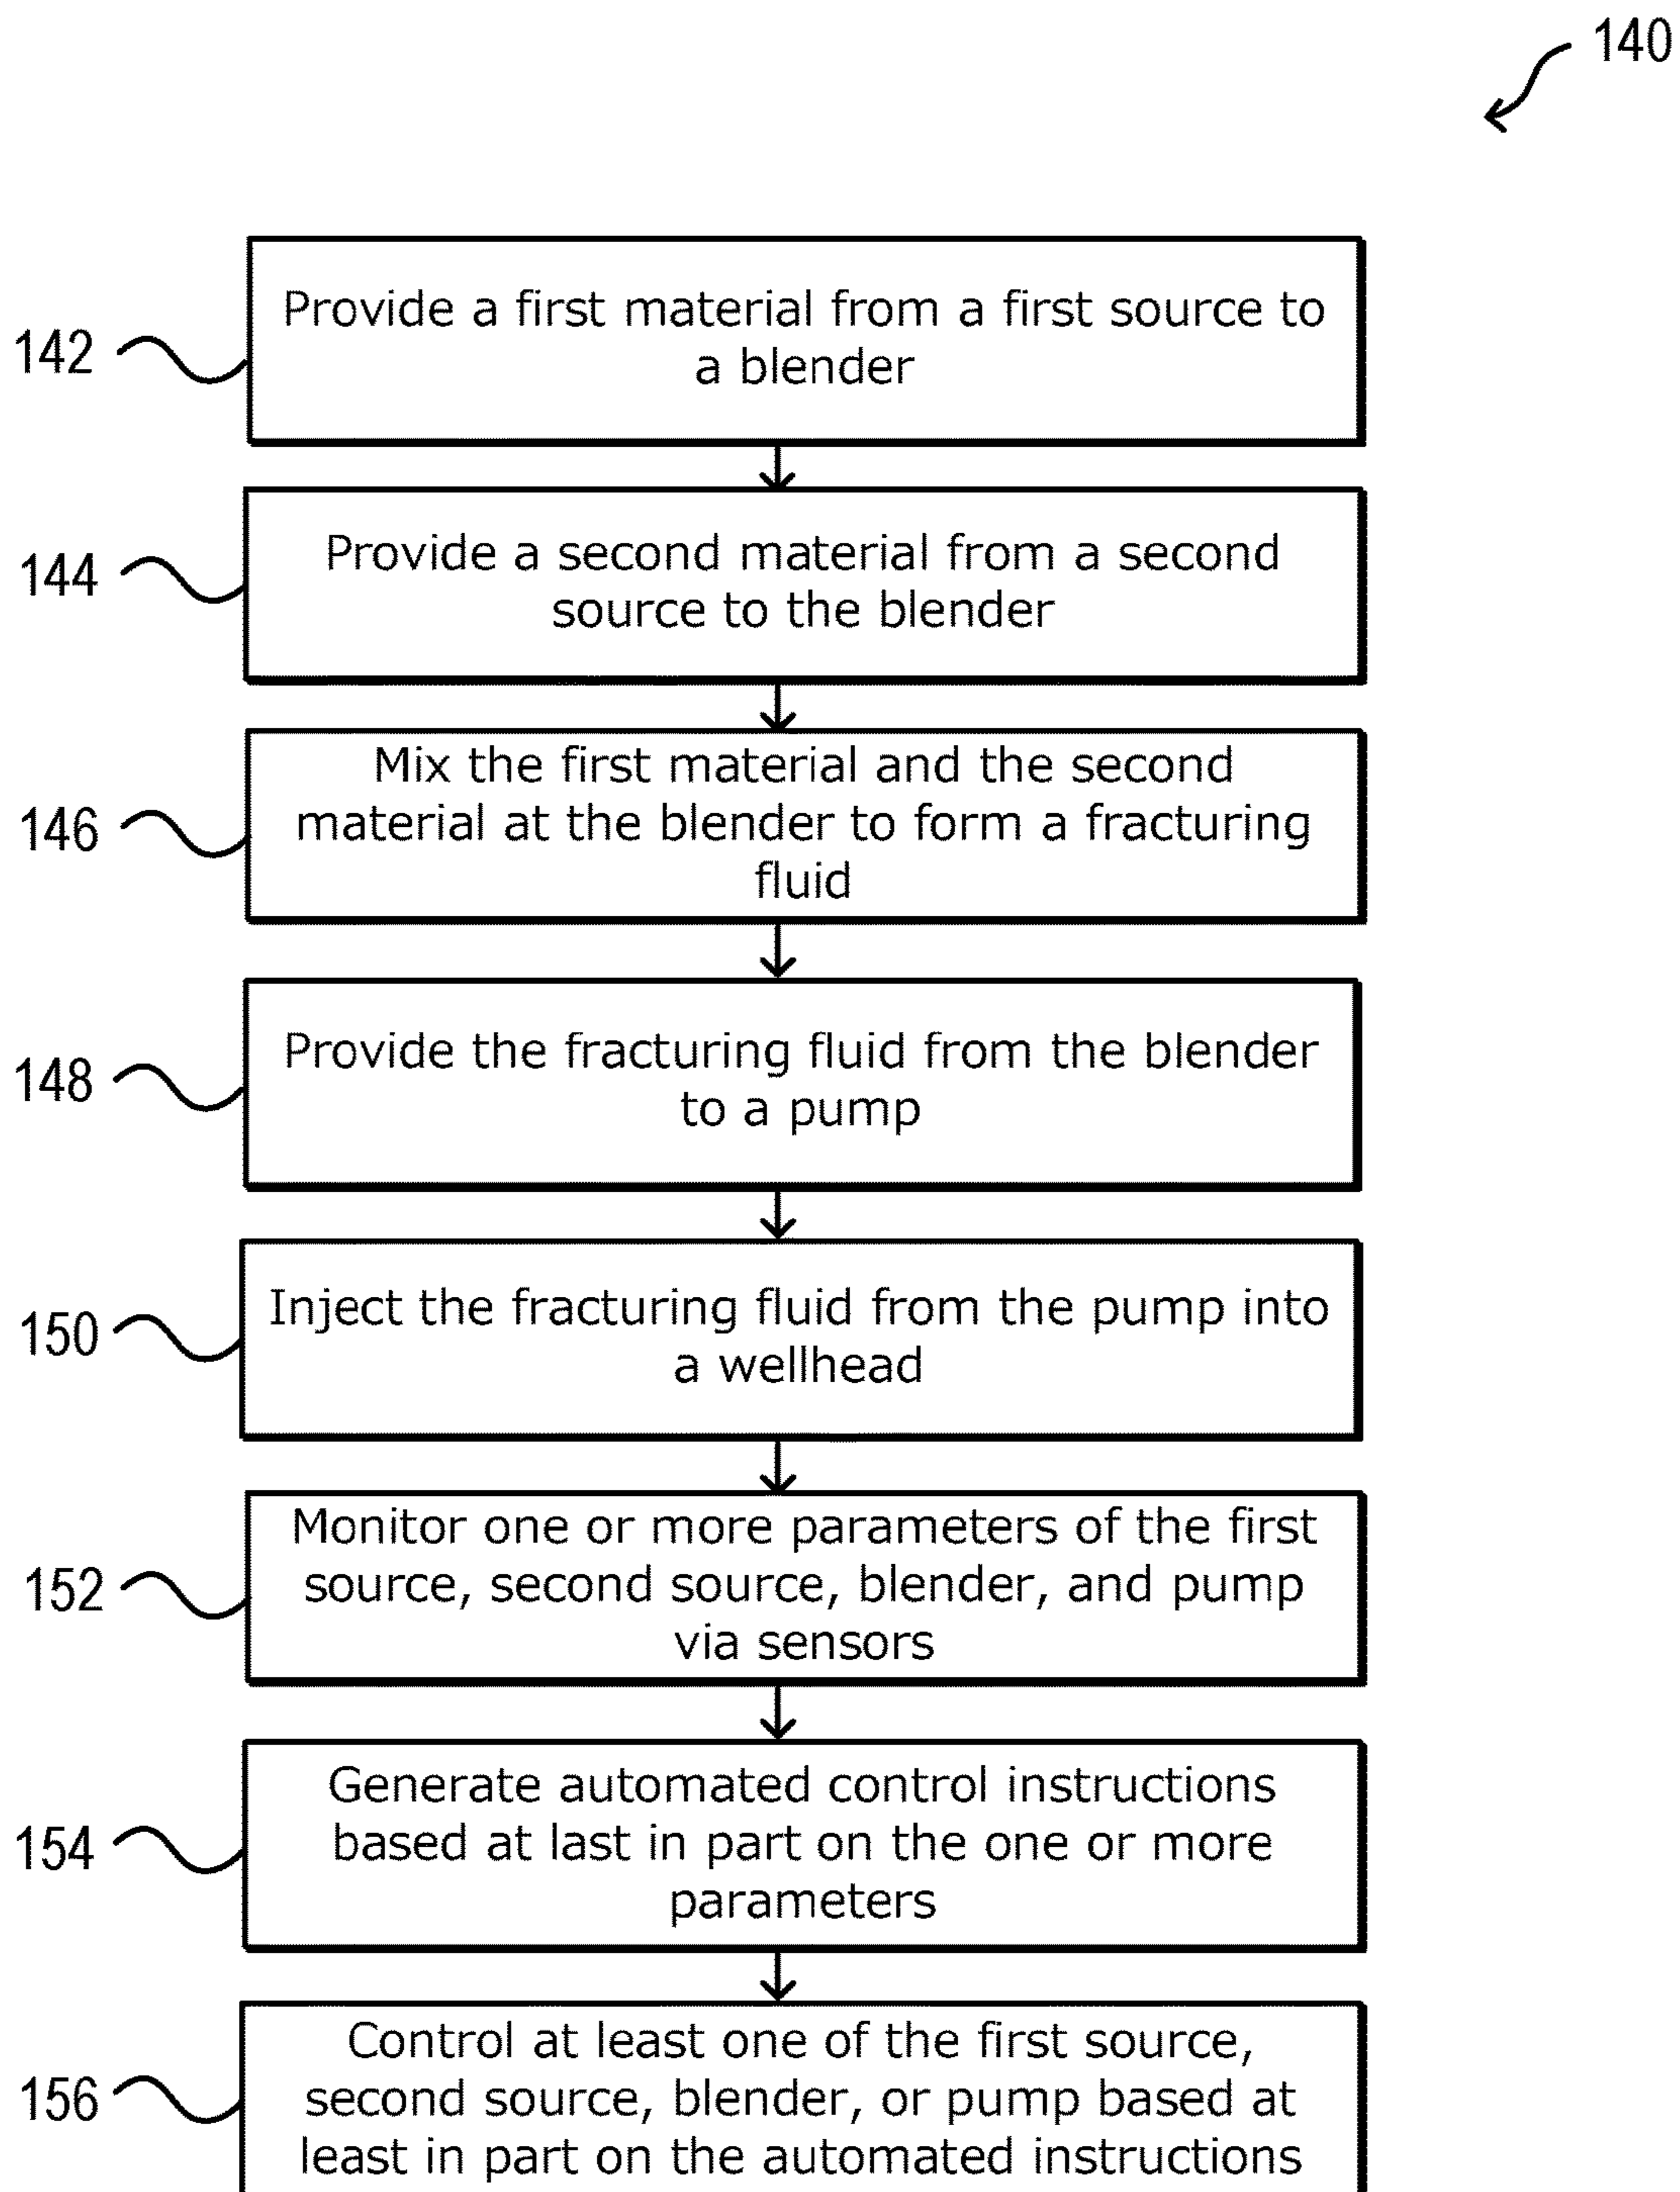 140
142
Provide a first material from a first source to
a blender
144
Provide a second material from a second
source to the blender
146
Mix the first material and the second
material at the blender to form a fracturing
fluid
148
Provide the fracturing fluid from the blender
to a pump
150
Inject the fracturing fluid from the pump into
a wellhead
152
Monitor one or more parameters of the first
source, second source, blender, and pump
via sensors
154
Generate automated control instructions
based at last in part on the one or more
parameters
156
Control at least one of the first source,
second source, blender, or pump based at
least in part on the automated instructions